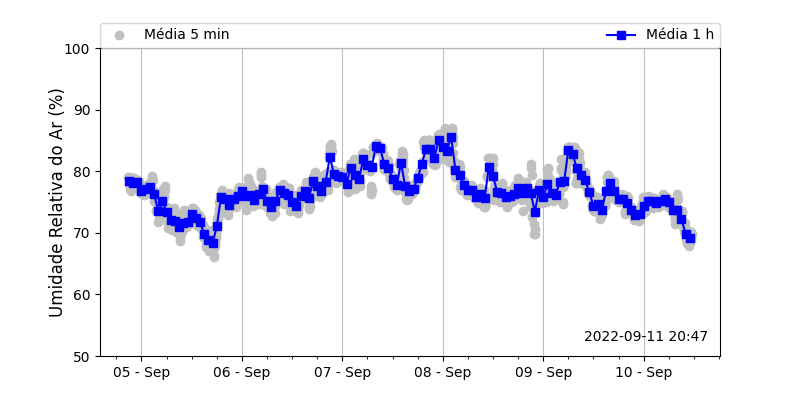 Média 5 min
Média 1 h
Umidade Relativa do Ar (%)
100
90
80
70
60
50
2022-09-11 20:47
05 - Sep
06 - Sep
07 - Sep
08 - Sep
09 - Sep
10 - Sep